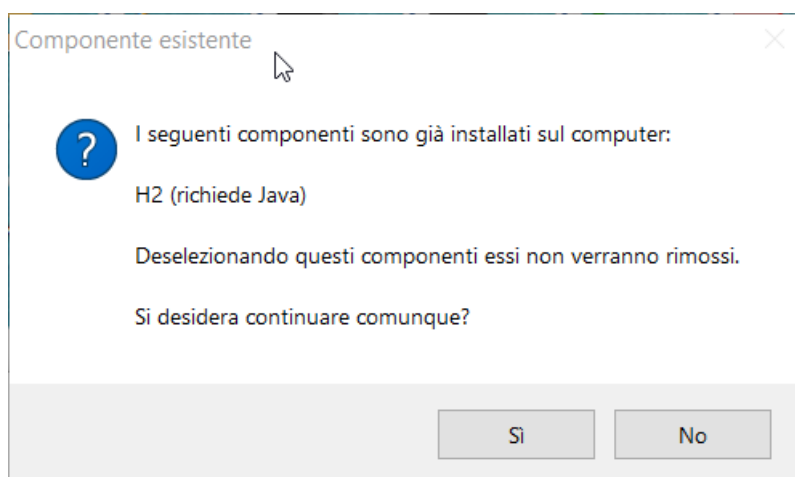 Componente esistente
I seguenti componenti sono già installati sul computer:
H2 (richiede Java)
Deselezionando questi componenti essi non verranno rimossi.
Si desidera continuare comunque?
Sì
No